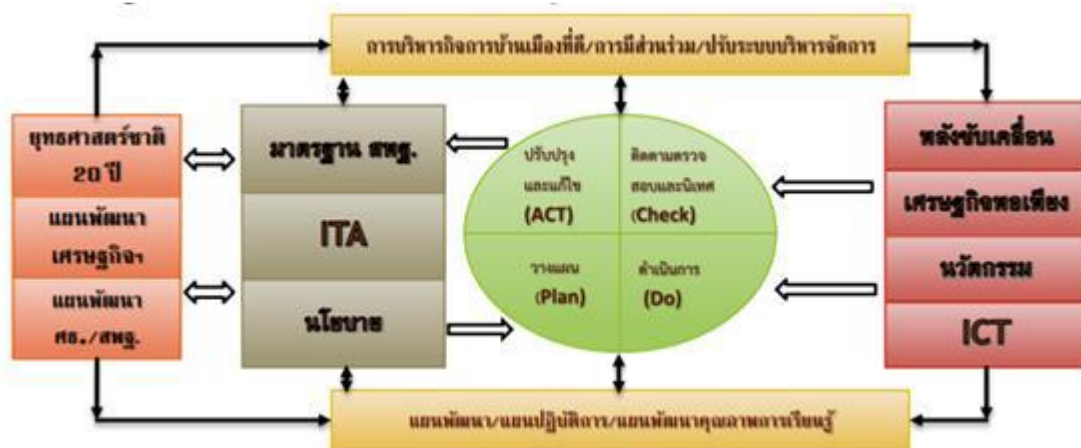 การบริหารกิจการบ้านเมืองที่ดี/การมีส่วนร่วม/ปรับระบบบริหารจัดการ
ยุทธศาสตร์ชาติ
20 ปี
แผนพัฒนา
เศรษฐกิจฯ
แผนพัฒนา
ศธ./สพฐ.
มาตรฐาน สพฐ.
ITA
นโยบาย
ปรับปรุง
และแก้ไข
(ACT)
ติดตามตรวจ
สอบและนิเทศ
(Check)
วางแผน
(Plan)
ดำเนินการ
(Do)
พลังขับเคลื่อน
เศรษฐกิจพอเพียง
นวัตกรรม
ICT
แผนพัฒนา/แผนปฏิบัติการ/แผนพัฒนาคุณภาพการเรียนรู้